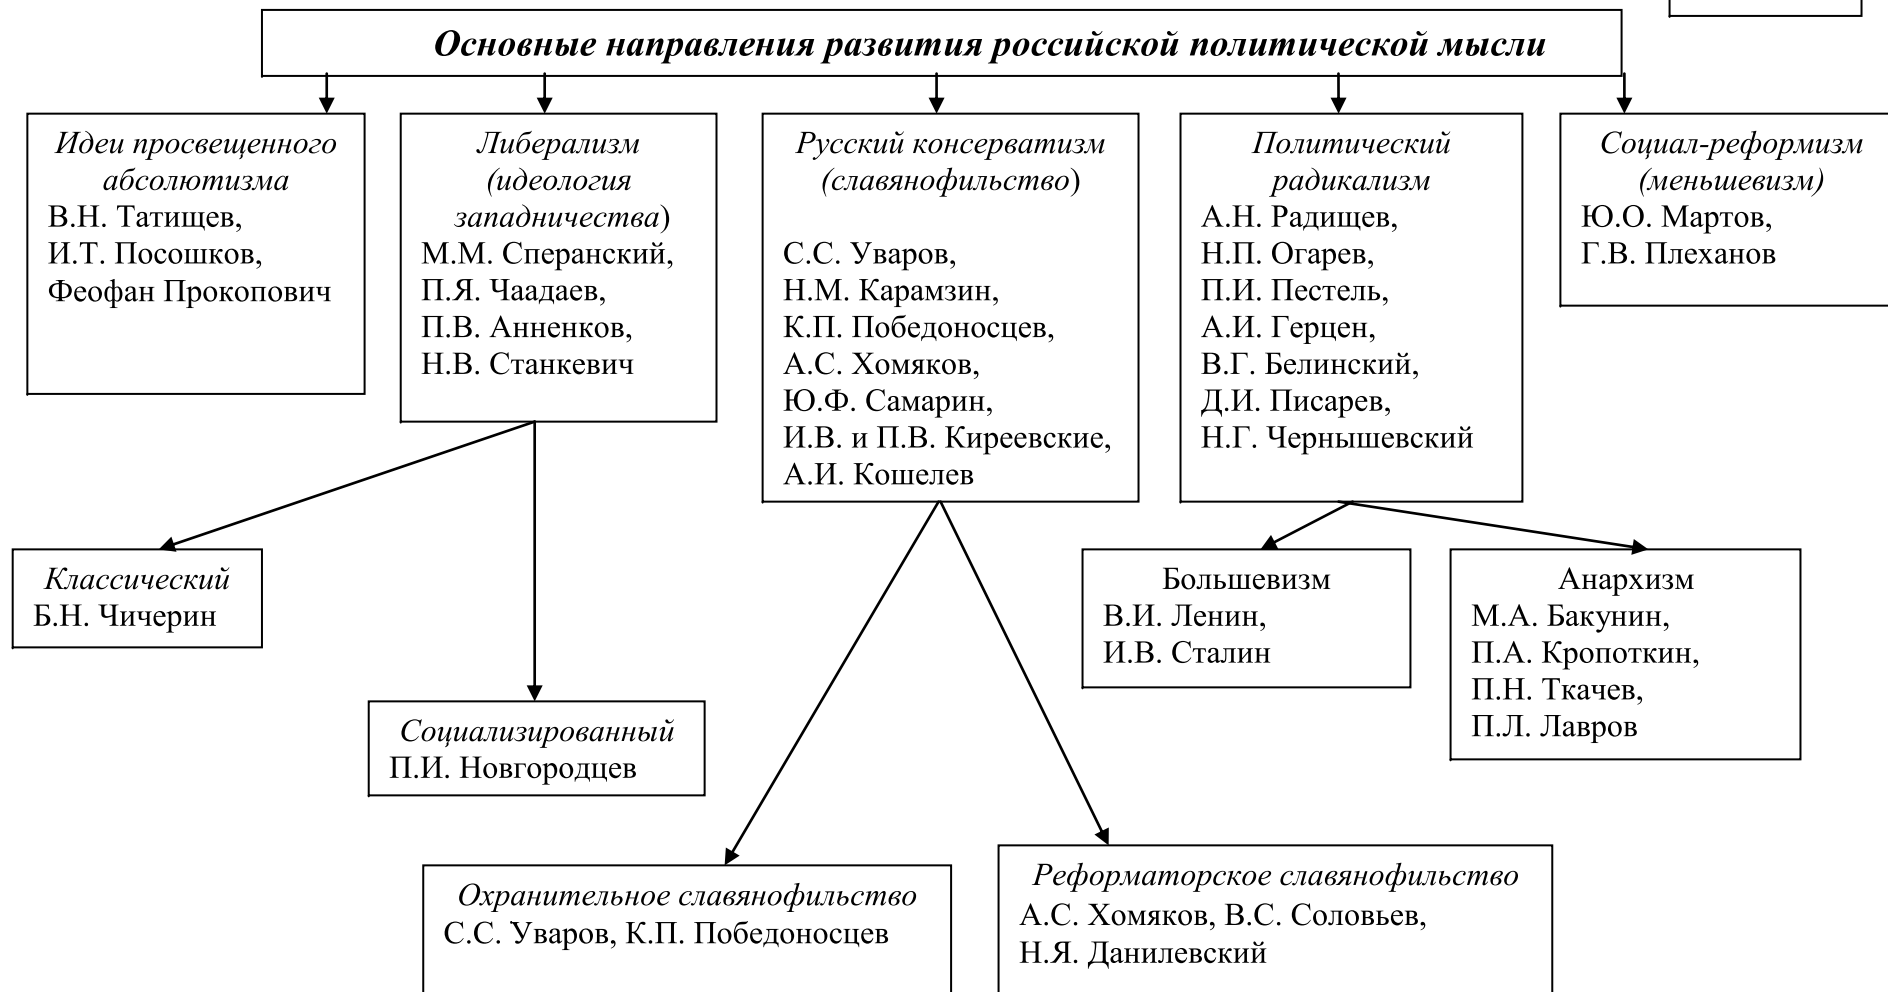 Основные направления развития российской политической мысли
Идеи просвещенного
абсолютизма
В.Н. Татищев,
И.Т. Посошков,
Феофан Прокопович
Либерализм
(идеология
западничества)
М.М. Сперанский,
П.Я. Чаадаев,
П.В. Анненков,
Н.В. Станкевич
Русский консерватизм
(славянофильство)
С.С. Уваров,
Н.М. Карамзин,
К.П. Победоносцев,
А.С. Хомяков,
Ю.Ф. Самарин,
И.В. и П.В. Киреевские,
А.И. Кошелев
Политический
радикализм
А.Н. Радищев,
Н.П. Огарев,
П.И. Пестель,
А.И. Герцен,
В.Г. Белинский,
Д.И. Писарев,
Н.Г. Чернышевский
Социал-реформизм
(меньшевизм)
Ю.О. Мартов,
Г.В. Плеханов
Классический
Б.Н. Чичерин
Социализированный
П.И. Новгородцев
Большевизм
В.И. Ленин,
И.В. Сталин
Анархизм
М.А. Бакунин,
П.А. Кропоткин,
П.Н. Ткачев,
П.Л. Лавров
Охранительное славянофильство
С.С. Уваров, К.П. Победоносцев
Реформаторское славянофильство
А.С. Хомяков, В.С. Соловьев,
Н.Я. Данилевский